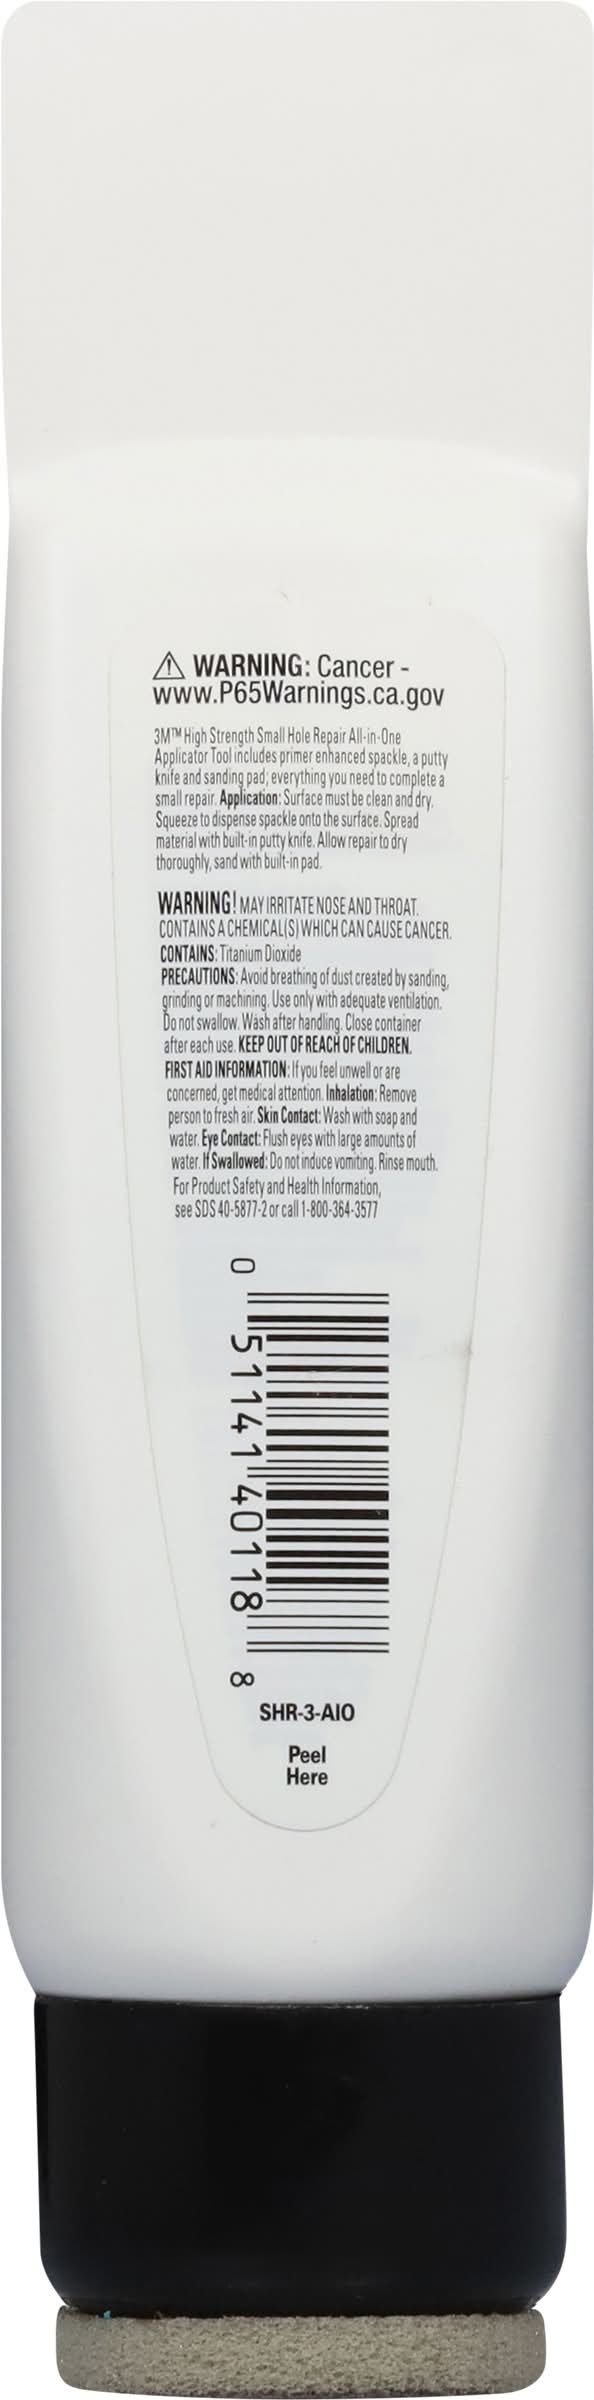 ⚠ WARNING: Cancer -
www.P65Warnings.ca.gov
3M™ High Strength Small Hole Repair All-in-One
Applicator Tool includes primer enhanced spackle, a putty
knife and sanding pad; everything you need to complete a
small repair. Application: Surface must be clean and dry.
Squeeze to dispense spackle onto the surface. Spread
material with built-in putty knife. Allow repair to dry
thoroughly, sand with built-in pad.
WARNING! MAY IRRITATE NOSE AND THROAT.
CONTAINS A CHEMICAL(S) WHICH CAN CAUSE CANCER.
CONTAINS: Titanium Dioxide
PRECAUTIONS: Avoid breathing of dust created by sanding,
grinding or machining. Use only with adequate ventilation.
Do not swallow. Wash after handling. Close container
after each use. KEEP OUT OF REACH OF CHILDREN.
FIRST AID INFORMATION: If you feel unwell or are
concerned, get medical attention. Inhalation: Remove
person to fresh air. Skin Contact: Wash with soap and
water. Eye Contact: Flush eyes with large amounts of
water. If Swallowed: Do not induce vomiting. Rinse mouth.
For Product Safety and Health Information,
see SDS 40-5877-2 or call 1-800-364-3577
0 51141 40118 8
SHR-3-AIO
Peel
Here